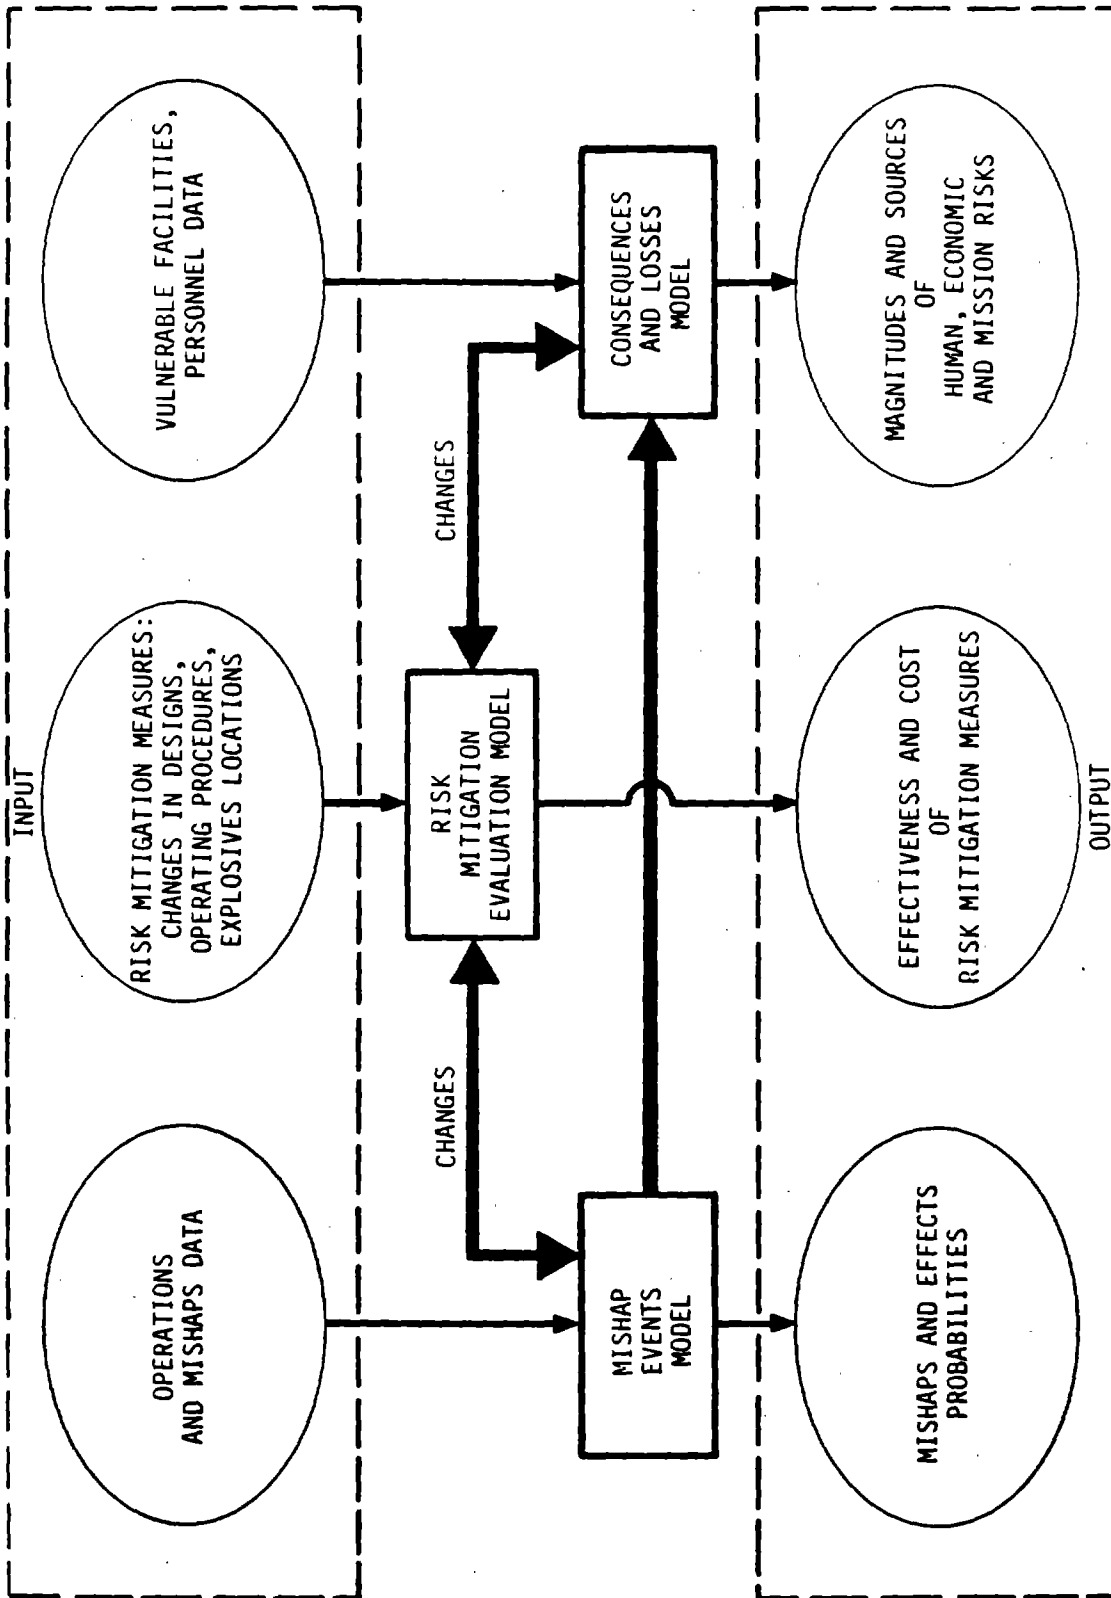 INPUT
OPERATIONS
AND MISHAPS DATA
RISK MITIGATION MEASURES:
CHANGES IN DESIGNS,
OPERATING PROCEDURES,
EXPLOSIVES LOCATIONS
VULNERABLE FACILITIES,
PERSONNEL DATA
CHANGES
RISK
MITIGATION
EVALUATION MODEL
CHANGES
MISHAP
EVENTS
MODEL
CONSEQUENCES
AND LOSSES
MODEL
MISHAPS AND EFFECTS
PROBABILITIES
EFFECTIVENESS AND COST
OF
RISK MITIGATION MEASURES
MAGNITUDES AND SOURCES
OF
HUMAN, ECONOMIC
AND MISSION RISKS
OUTPUT